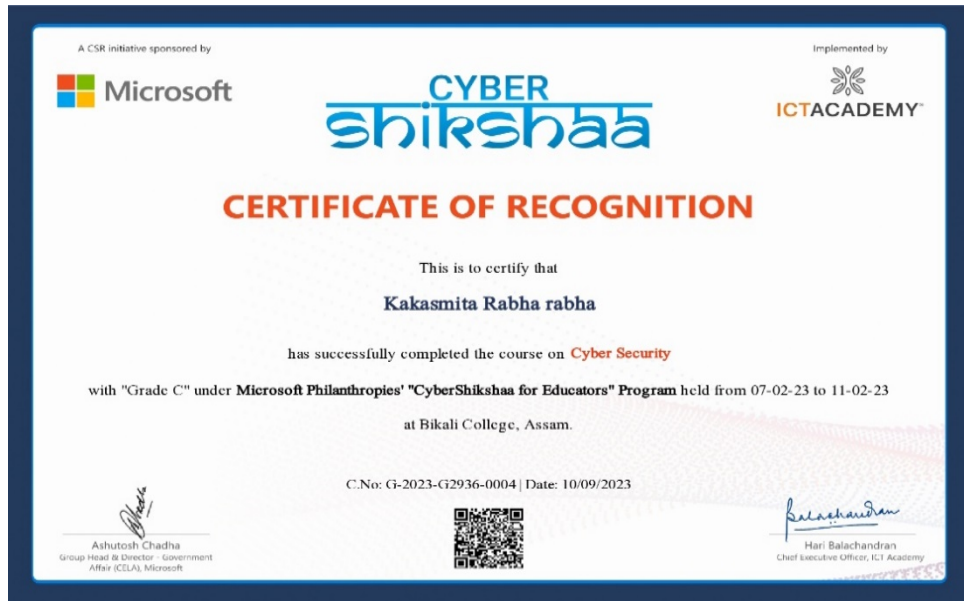 A CSR initiative sponsored by
Microsoft
CYBER
shikshaa
Implemented by
ICTACADEMY
CERTIFICATE OF RECOGNITION
This is to certify that
Kakasmita Rabha rabha
has successfully completed the course on Cyber Security
with "Grade C" under Microsoft Philanthropies' "CyberShikshaa for Educators" Program held from 07-02-23 to 11-02-23
at Bikali College, Assam.
C.No: G-2023-G2936-0004 | Date: 10/09/2023
Ashutosh Chadha
Group Head & Director - Government
Affair (CELA), Microsoft
Balachandran
Hari Balachandran
Chief Executive Officer, ICT Academy